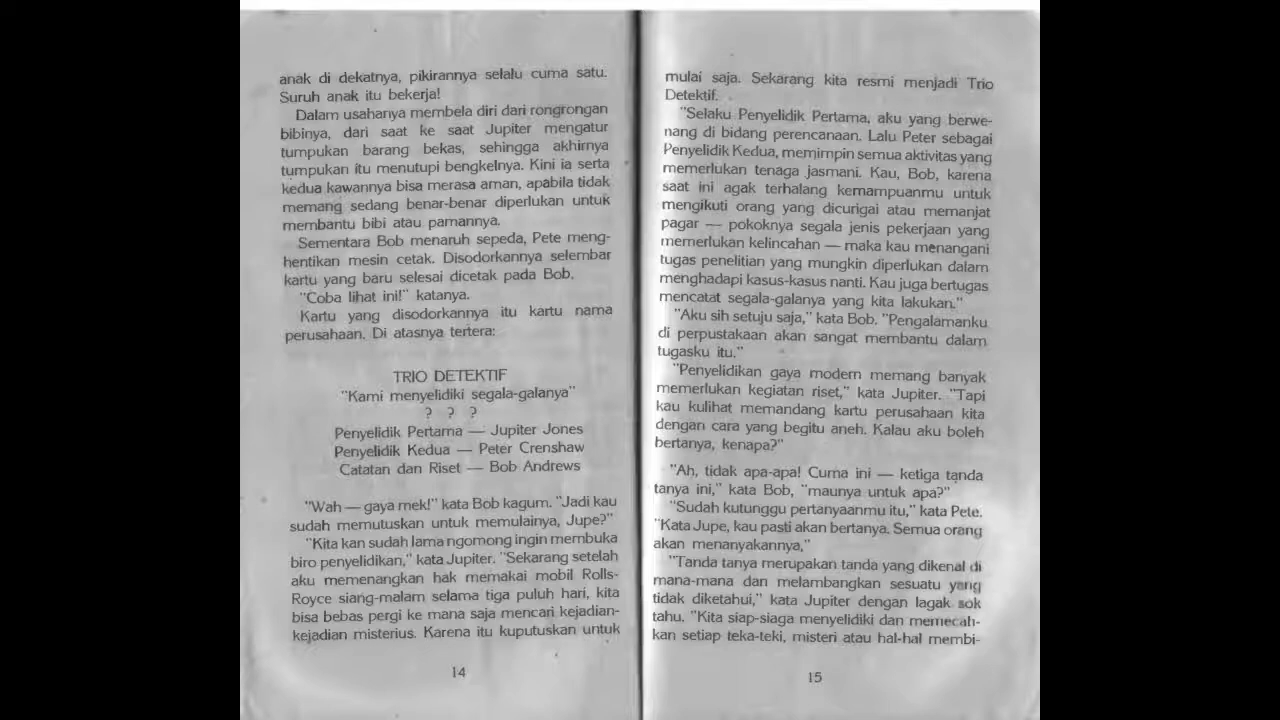 anak di dekatnya, pikirannya selalu cuma satu.
Suruh anak itu bekerja!
Dalam usahanya membela diri dari rongrongan
bibinya, dari saat ke saat Jupiter mengatur
tumpukan barang bekas, sehingga akhirnya
tumpukan itu menutupi bengkelnya. Kini ia serta
kedua kawannya bisa merasa aman, apabila tidak
memang sedang benar-benar diperlukan untuk
membantu bibi atau pamannya.
Sementara Bob menaruh sepeda, Pete meng-
hentikan mesin cetak. Disodorkannya selembar
kartu yang baru selesai dicetak pada Bob.
"Coba lihat ini!" katanya.
Kartu yang disodorkannya itu kartu nama
perusahaan. Di atasnya tertera:
TRIO DETEKTIF
"Kami menyelidiki segala-galanya"
? ? ?
Penyelidik Pertama — Jupiter Jones
Penyelidik Kedua — Peter Crenshaw
Catatan dan Riset — Bob Andrews
"Wah — gaya mek!" kata Bob kagum. "Jadi kau
sudah memutuskan untuk memulainya, Jupe?"
"Kita kan sudah lama ngomong ingin membuka
biro penyelidikan," kata Jupiter. "Sekarang setelah
aku memenangkan hak memakai mobil Rolls-
Royce siang-malam selama tiga puluh hari, kita
bisa bebas pergi ke mana saja mencari kejadian-
kejadian misterius. Karena itu kuputuskan untuk
14
mulai saja. Sekarang kita resmi menjadi Trio
Detektif.
"Selaku Penyelidik Pertama, aku yang berwe-
nang di bidang perencanaan. Lalu Peter sebagai
Penyelidik Kedua, memimpin semua aktivitas yang
memerlukan tenaga jasmani. Kau, Bob, karena
saat ini agak terhalang kemampuanmu untuk
mengikuti orang yang dicurigai atau memanjat
pagar — pokoknya segala jenis pekerjaan yang
memerlukan kelincahan — maka kau menangani
tugas penelitian yang mungkin diperlukan dalam
menghadapi kasus-kasus nanti. Kau juga bertugas
mencatat segala-galanya yang kita lakukan."
"Aku sih setuju saja," kata Bob. "Pengalamanku
di perpustakaan akan sangat membantu dalam
tugasku itu."
"Penyelidikan gaya modern memang banyak
memerlukan kegiatan riset," kata Jupiter. "Tapi
kau kulihat memandang kartu perusahaan kita
dengan cara yang begitu aneh. Kalau aku boleh
bertanya, kenapa?"
"Ah, tidak apa-apa! Cuma ini — ketiga tanda
tanya ini," kata Bob, "maunya untuk apa?"
"Sudah kutunggu pertanyaanmu itu," kata Pete.
"Kata Jupe, kau pasti akan bertanya. Semua orang
akan menanyakannya,"
"Tanda tanya merupakan tanda yang dikenal di
mana-mana dan melambangkan sesuatu yang
tidak diketahui," kata Jupiter dengan lagak sok
tahu. "Kita siap-siaga menyelidiki dan memecah-
kan setiap teka-teki, misteri atau hal-hal membi-
15